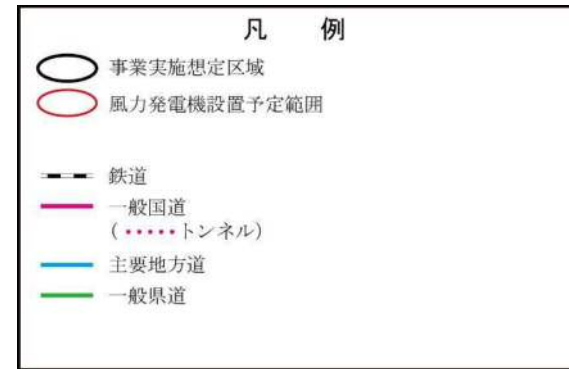 凡 例
事業実施想定区域
風力発電機設置予定範囲
鉄道
一般国道
(・・・・・トンネル)
主要地方道
一般県道